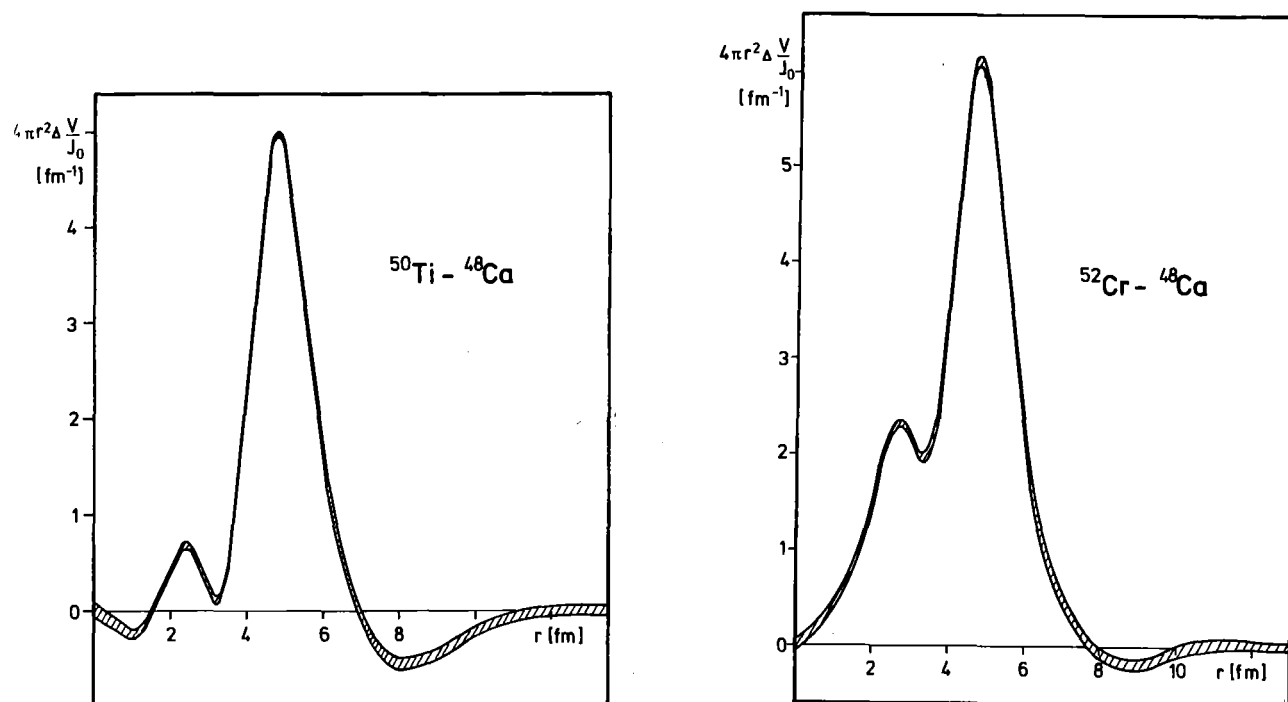 4πr²Δ V/J₀
[fm⁻¹]
4
3
2
1
0
2
4
6
8
r [fm]
⁵⁰Ti – ⁴⁸Ca
4πr²Δ V/J₀
[fm⁻¹]
5
4
3
2
1
0
2
4
6
8
10
r [fm]
⁵²Cr – ⁴⁸Ca